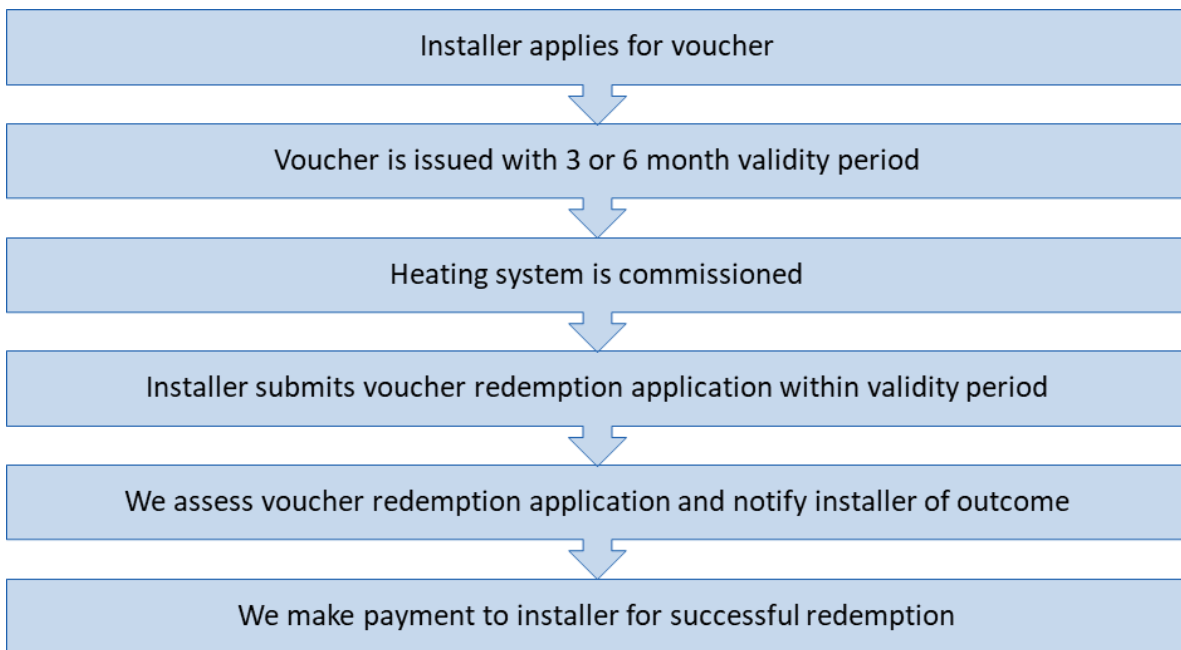 Installer applies for voucher
Voucher is issued with 3 or 6 month validity period
Heating system is commissioned
Installer submits voucher redemption application within validity period
We assess voucher redemption application and notify installer of outcome
We make payment to installer for successful redemption